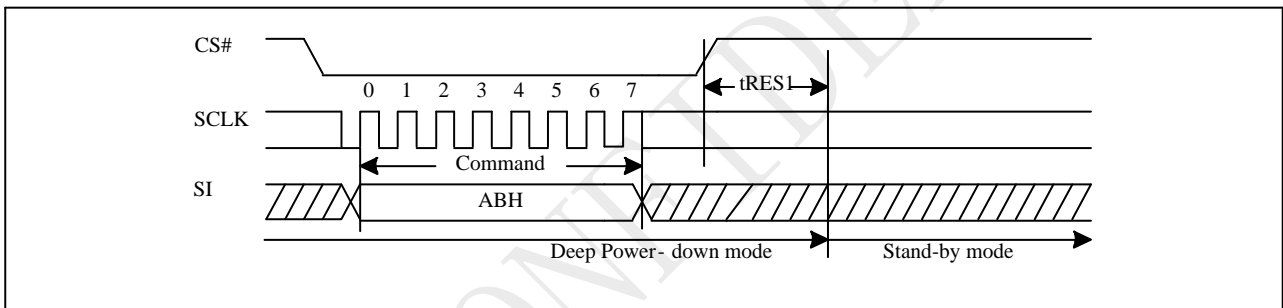 CS#
tRES1
0 1 2 3 4 5 6 7
SCLK
Command
SI
ABH
Deep Power- down mode Stand-by mode